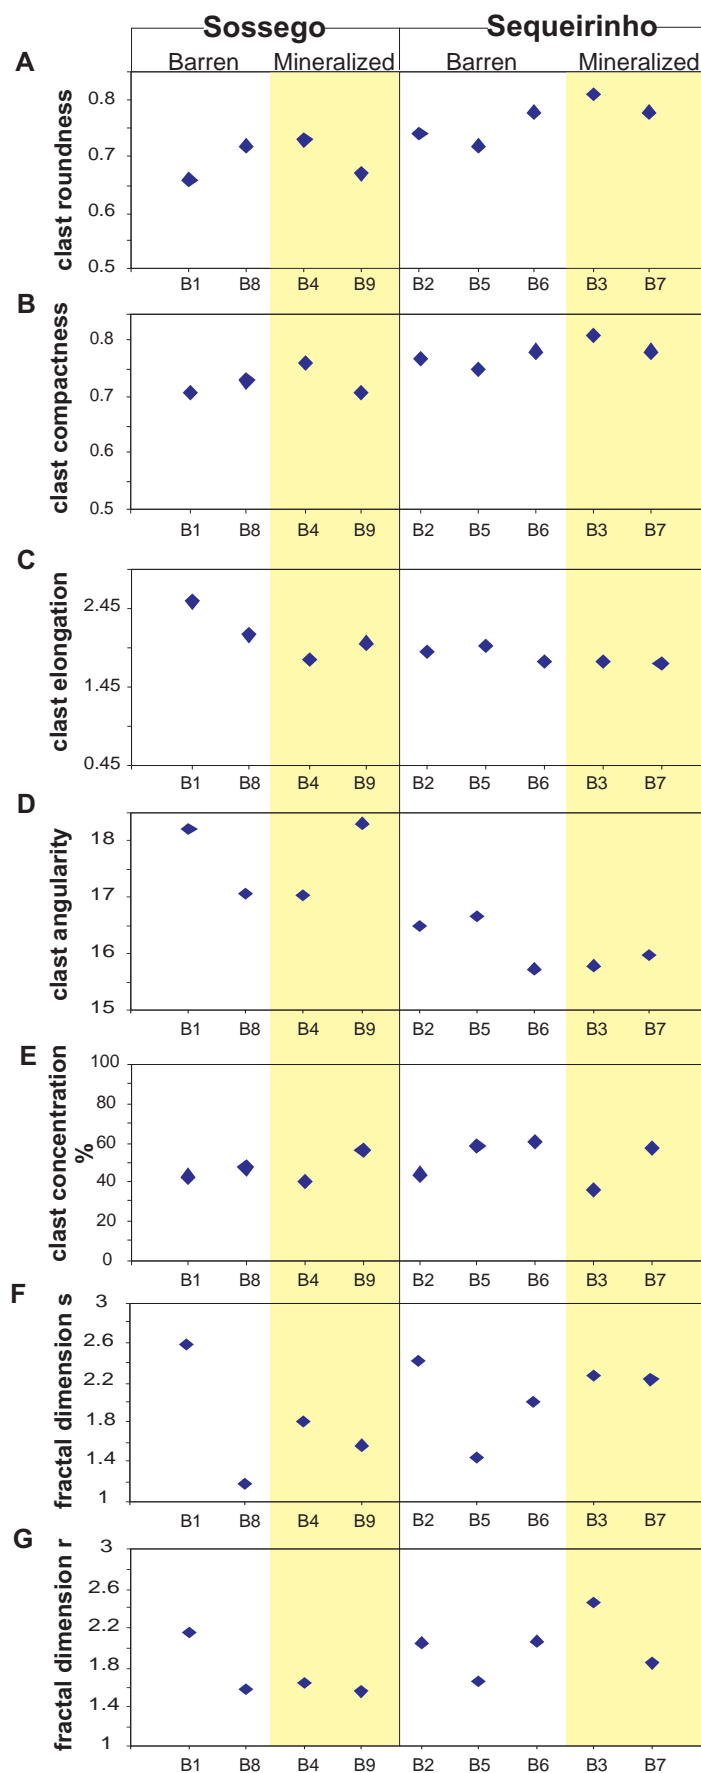 Sossego Sequeirinho
Barren Mineralized Barren Mineralized
A
clast roundness
0.8
0.7
0.6
0.5
B1 B8 B4 B9 B2 B5 B6 B3 B7
B
clast compactness
0.8
0.7
0.6
0.5
B1 B8 B4 B9 B2 B5 B6 B3 B7
C
clast elongation
2.45
1.45
0.45
B1 B8 B4 B9 B2 B5 B6 B3 B7
D
clast angularity
18
17
16
15
B1 B8 B4 B9 B2 B5 B6 B3 B7
E
clast concentration
%
100
80
60
40
20
0
B1 B8 B4 B9 B2 B5 B6 B3 B7
F
fractal dimension s
3
2.6
2.2
1.8
1.4
1
B1 B8 B4 B9 B2 B5 B6 B3 B7
G
fractal dimension r
3
2.6
2.2
1.8
1.4
1
B1 B8 B4 B9 B2 B5 B6 B3 B7